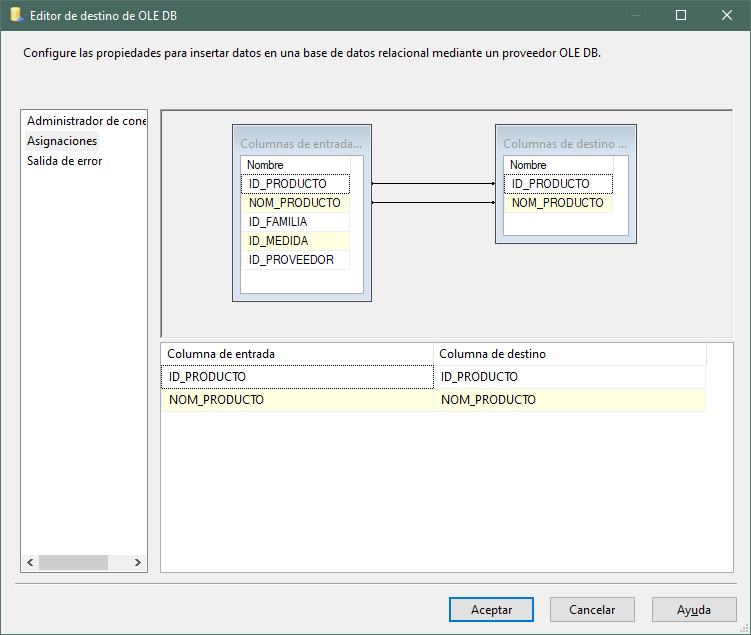 Editor de destino de OLE DB
Configure las propiedades para insertar datos en una base de datos relacional mediante un proveedor OLE DB.
Administrador de cone
Asignaciones
Salida de error
Columnas de entrada...
Nombre
ID_PRODUCTO
NOM_PRODUCTO
ID_FAMILIA
ID_MEDIDA
ID_PROVEEDOR
Columnas de destino ...
Nombre
ID_PRODUCTO
NOM_PRODUCTO
Columna de entrada Columna de destino
ID_PRODUCTO ID_PRODUCTO
NOM_PRODUCTO NOM_PRODUCTO
Aceptar Cancelar Ayuda